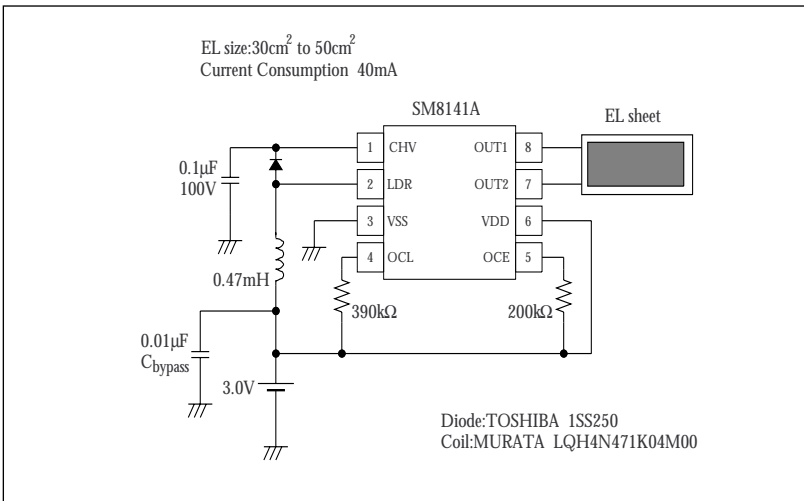 EL size:30cm² to 50cm²
Current Consumption 40mA
SM8141A
EL sheet
1 CHV OUT1 8
0.1µF
100V
2 LDR OUT2 7
3 VSS VDD 6
4 OCL OCE 5
0.47mH
390kΩ 200kΩ
0.01µF
Cbypass
3.0V
Diode:TOSHIBA 1SS250
Coil:MURATA LQH4N471K04M00